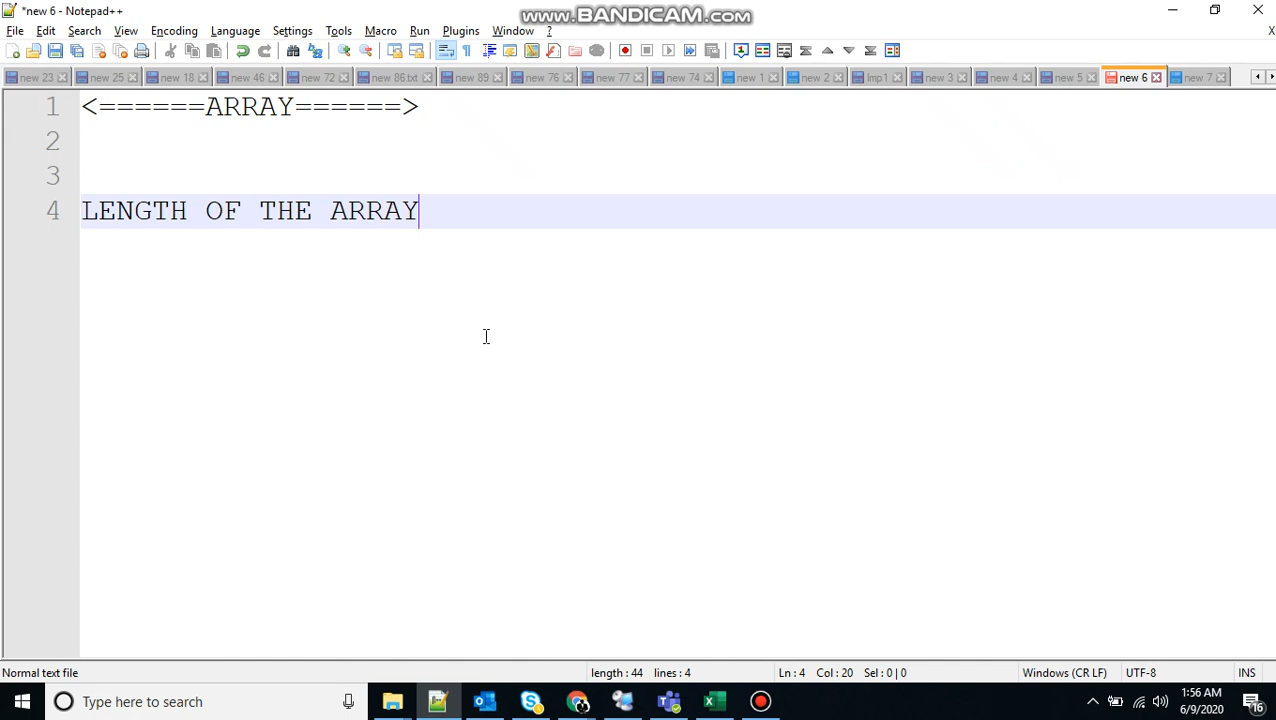 *new 6 - Notepad++
www.BANDICAM.com
File Edit Search View Encoding Language Settings Tools Macro Run Plugins Window ? X
new 23 new 25 new 18 new 46 new 72 new 86txt new 89 new 76 new 77 new 74 new 1 new 2 Imp1 new 3 new 4 new 5 new 6 new 7
1 <======ARRAY======>
2
3
4 LENGTH OF THE ARRAY
Normal text file length : 44 lines : 4 Ln : 4 Col : 20 Sel : 0 | 0 Windows (CR LF) UTF-8 INS
Type here to search
1:56 AM
6/9/2020
16